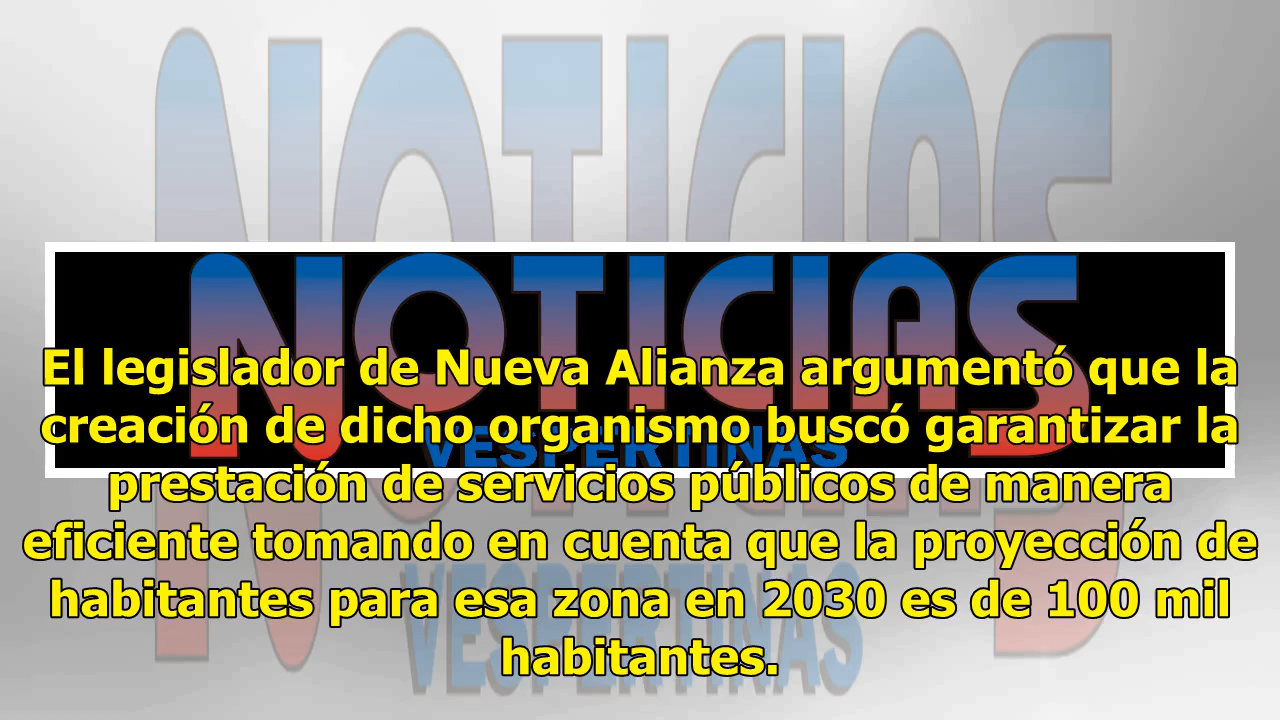 NOTICIAS
VESPERTINAS
NOTICIAS
VESPERTINAS
El legislador de Nueva Alianza argumentó que la
creación de dicho organismo buscó garantizar la
prestación de servicios públicos de manera
eficiente tomando en cuenta que la proyección de
habitantes para esa zona en 2030 es de 100 mil
habitantes.